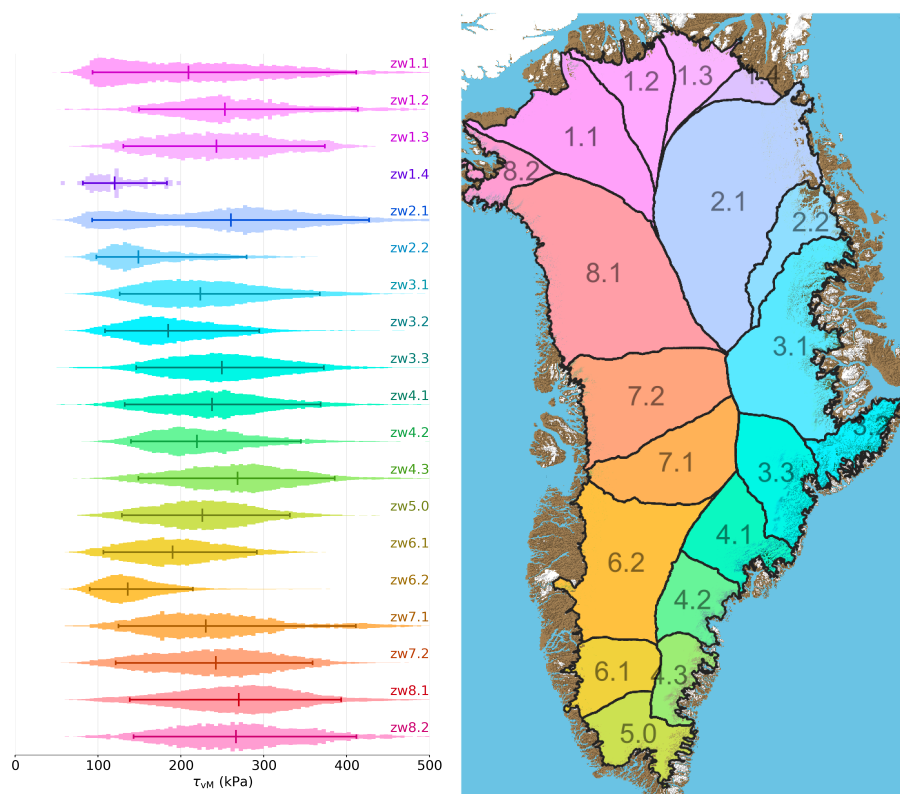 zw1.1
zw1.2
zw1.3
zw1.4
zw2.1
zw2.2
zw3.1
zw3.2
zw3.3
zw4.1
zw4.2
zw4.3
zw5.0
zw6.1
zw6.2
zw7.1
zw7.2
zw8.1
zw8.2
0 100 200 300 400 500
τvM (kPa)
1.2
1.3
1.4
1.1
8.2
2.1
2.2
8.1
3.1
7.2
7.1
3.3
4.1
6.2
4.2
6.1
4.3
5.0